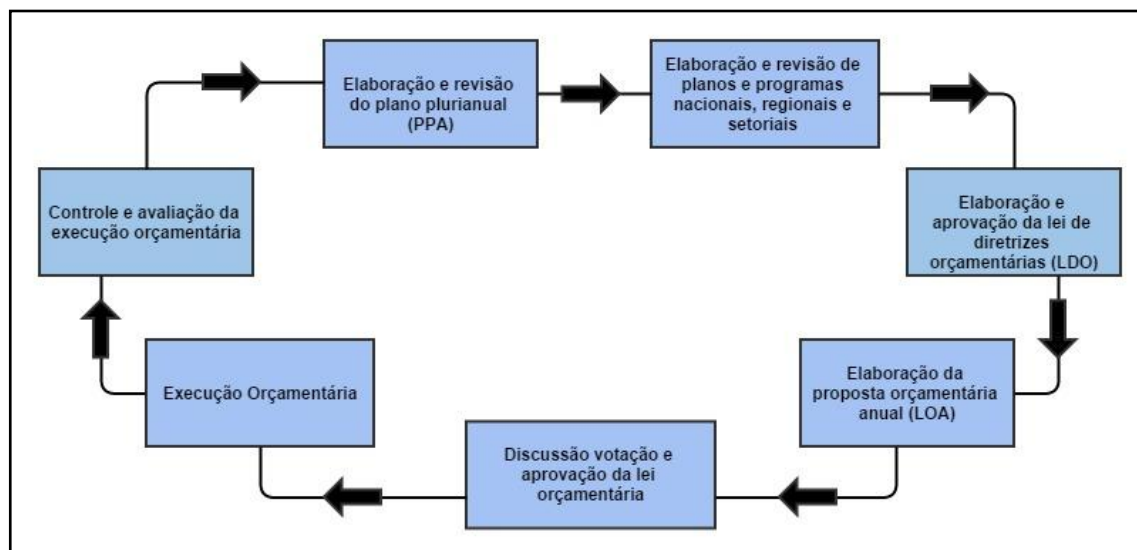 Elaboração e revisão
do plano plurianual
(PPA)
Elaboração e revisão de
planos e programas
nacionais, regionais e
setoriais
Elaboração e
aprovação da lei de
diretrizes
orçamentárias (LDO)
Elaboração da
proposta orçamentária
anual (LOA)
Discussão votação e
aprovação da lei
orçamentária
Execução Orçamentária
Controle e avaliação da
execução orçamentária